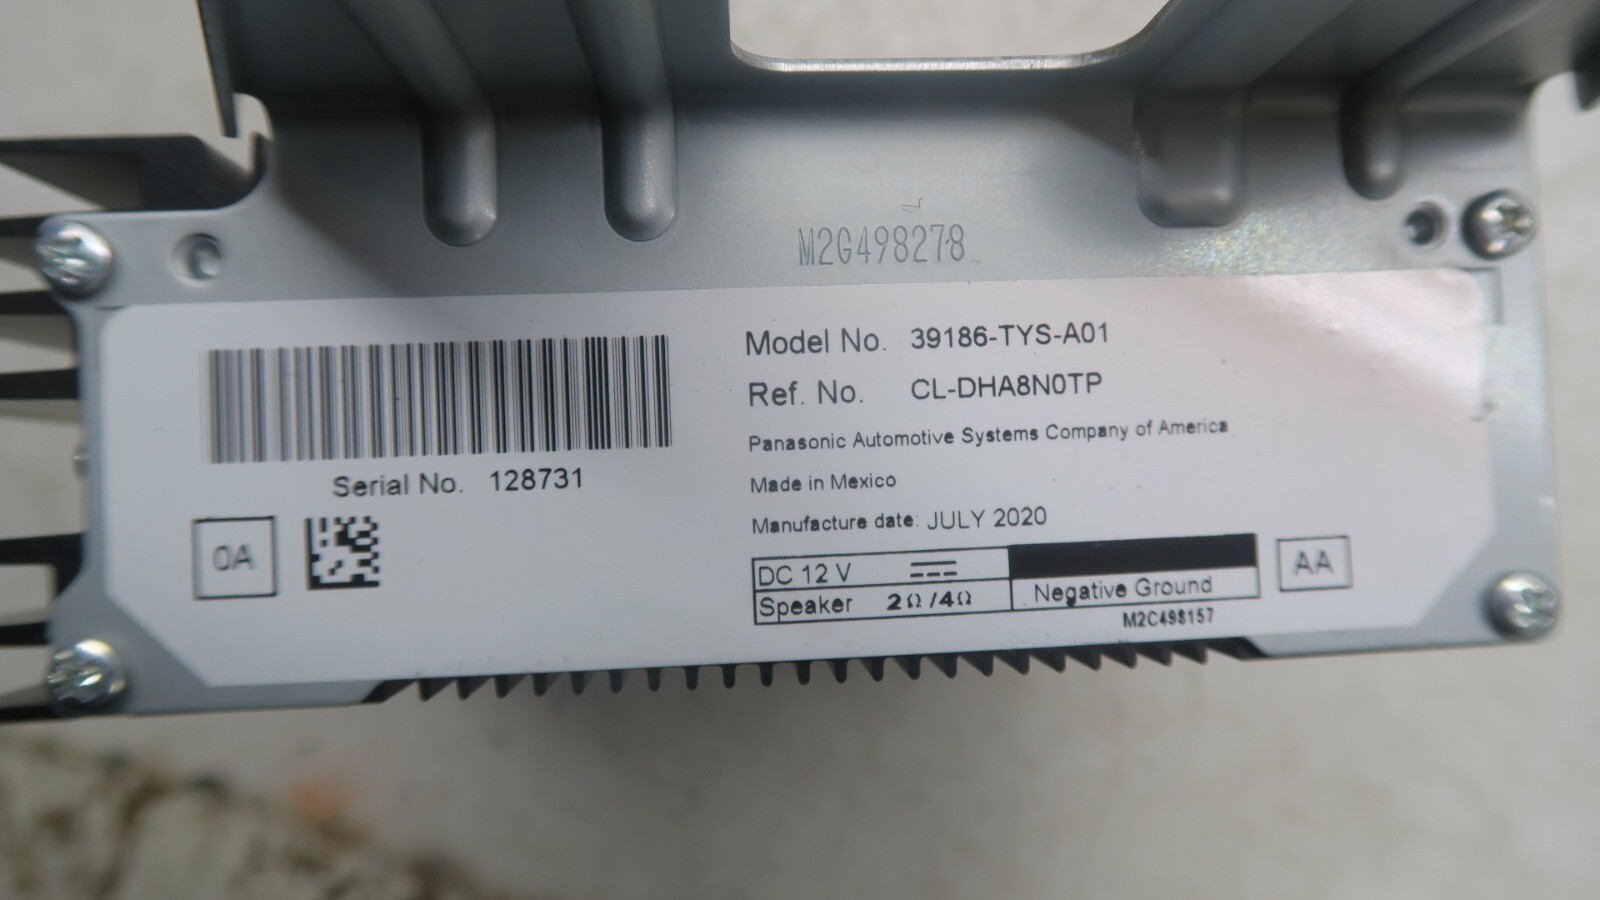 M2G498278
Model No. 39186-TYS-A01
Ref. No. CL-DHA8N0TP
Panasonic Automotive Systems Company of America
Made in Mexico
Manufacture date: JULY 2020
Serial No. 128731
0A
DC 12 V
Speaker 2Ω/4Ω
Negative Ground
AA
M2C498157